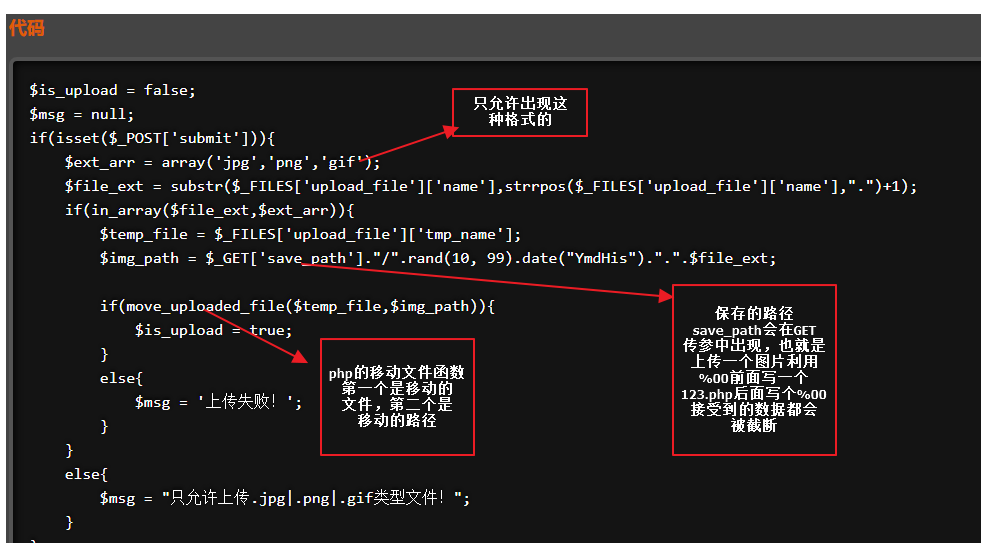 代码
$is_upload = false;
$msg = null;
if(isset($_POST['submit'])){
只允许出现这
种格式的
$ext_arr = array('jpg','png','gif');
$file_ext = substr($_FILES['upload_file']['name'],strrpos($_FILES['upload_file']['name'],".")+1);
if(in_array($file_ext,$ext_arr)){
$temp_file = $_FILES['upload_file']['tmp_name'];
$img_path = $_GET['save_path']."/".rand(10, 99).date("YmdHis").".".$file_ext;
if(move_uploaded_file($temp_file,$img_path)){
$is_upload = true;
}
else{
$msg = '上传失败！';
}
}
else{
$msg = "只允许上传.jpg|.png|.gif类型文件！";
}
保存的路径
save_path会在GET
传参中出现，也就是
上传一个图片利用
%00前面写一个
123.php后面写个%00
接受到的数据都会
被截断
php的移动文件函数
第一个是移动的
文件，第二个是
移动的路径